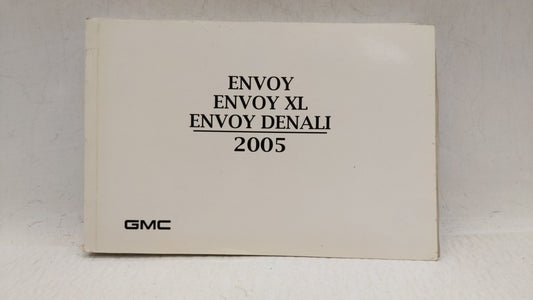 ENVOY
ENVOY XL
ENVOY DENALI
2005
GMC